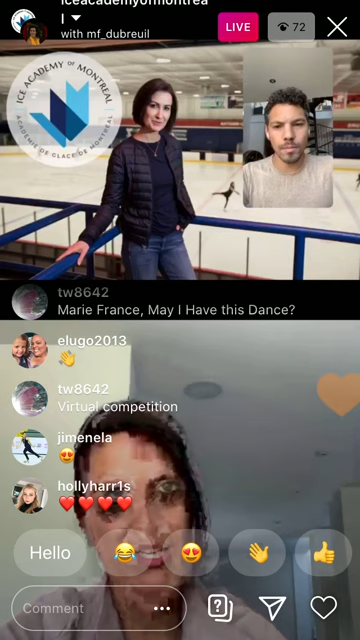 iceacademyofmontrea
l
with mf_dubreuil
LIVE
72
ICE ACADEMY OF MONTREAL
ACADÉMIE DE GLACE DE MONTRÉAL
tw8642
Marie France, May I Have this Dance?
elugo2013
👋
tw8642
Virtual competition
jimenela
😍
hollyharr1s
❤️❤️❤️❤️
Hello 😂 😍 👋 👍
Comment